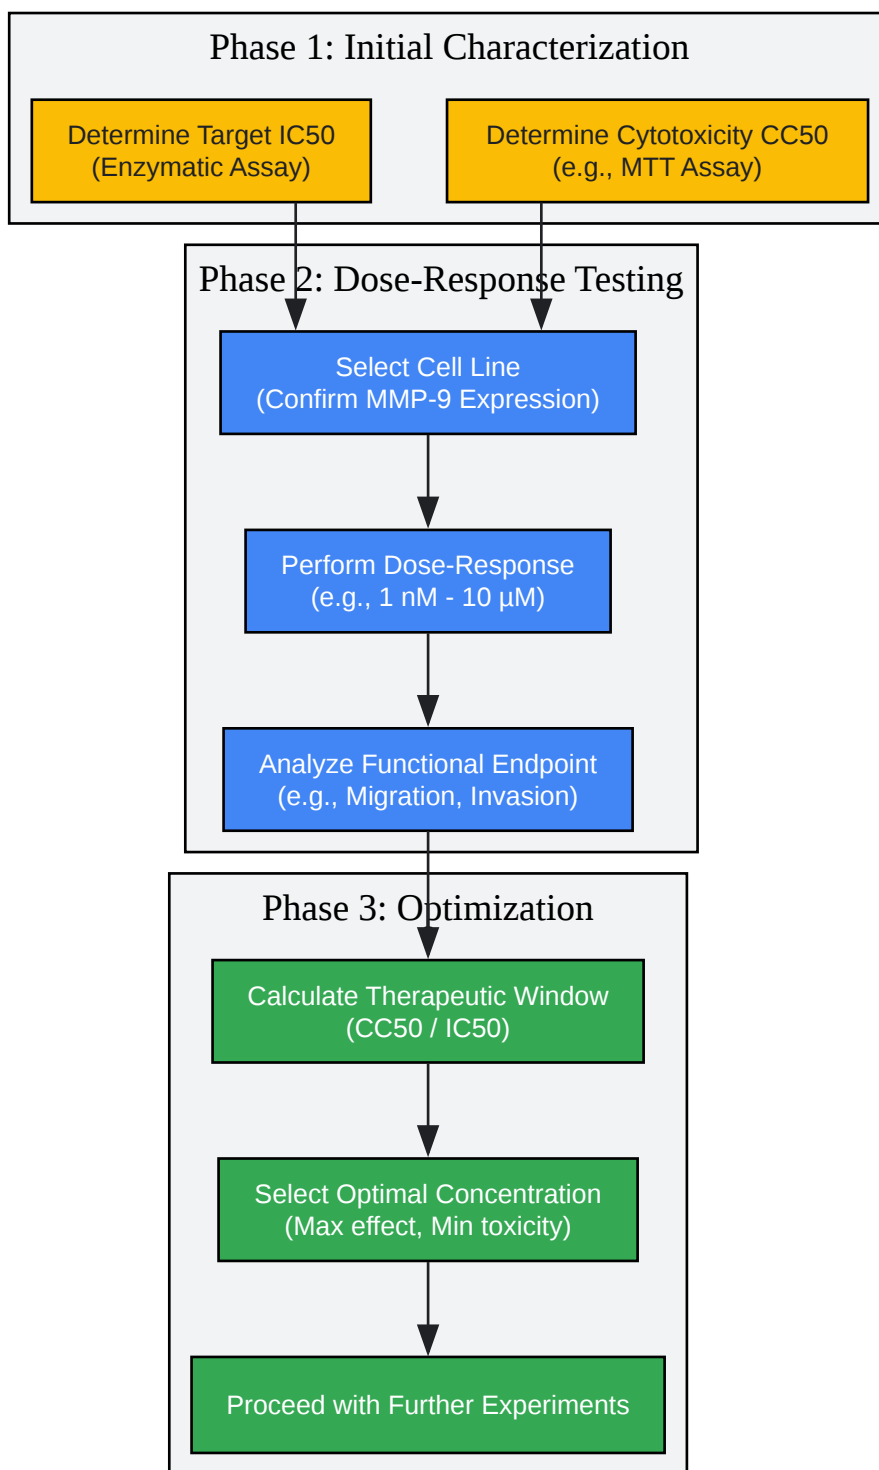 Phase 1: Initial Characterization
Determine Target IC50
(Enzymatic Assay)
Determine Cytotoxicity CC50
(e.g., MTT Assay)
Phase 2: Dose-Response Testing
Select Cell Line
(Confirm MMP-9 Expression)
Perform Dose-Response
(e.g., 1 nM - 10 µM)
Analyze Functional Endpoint
(e.g., Migration, Invasion)
Phase 3: Optimization
Calculate Therapeutic Window
(CC50 / IC50)
Select Optimal Concentration
(Max effect, Min toxicity)
Proceed with Further Experiments